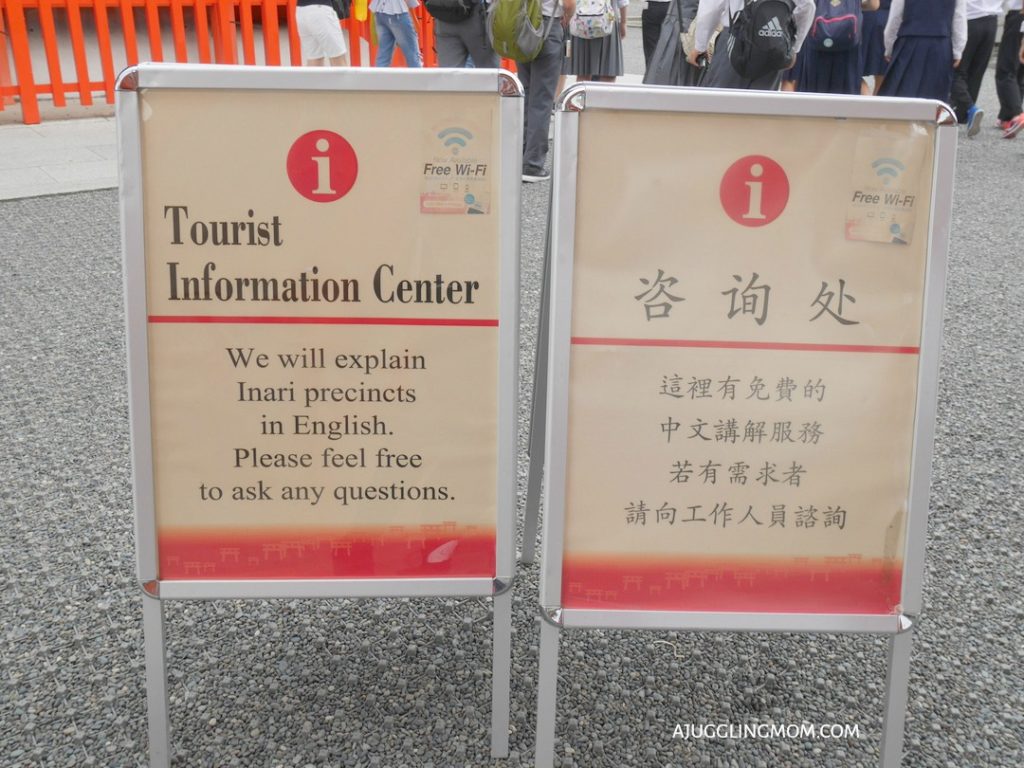 i
Free Wi-Fi
Tourist
Information Center
We will explain
Inari precincts
in English.
Please feel free
to ask any questions.
i
Free Wi-Fi
咨询处
這裡有免費的
中文講解服務
若有需求者
請向工作人員諮詢
adidas
AJUGGLINGMOM.COM